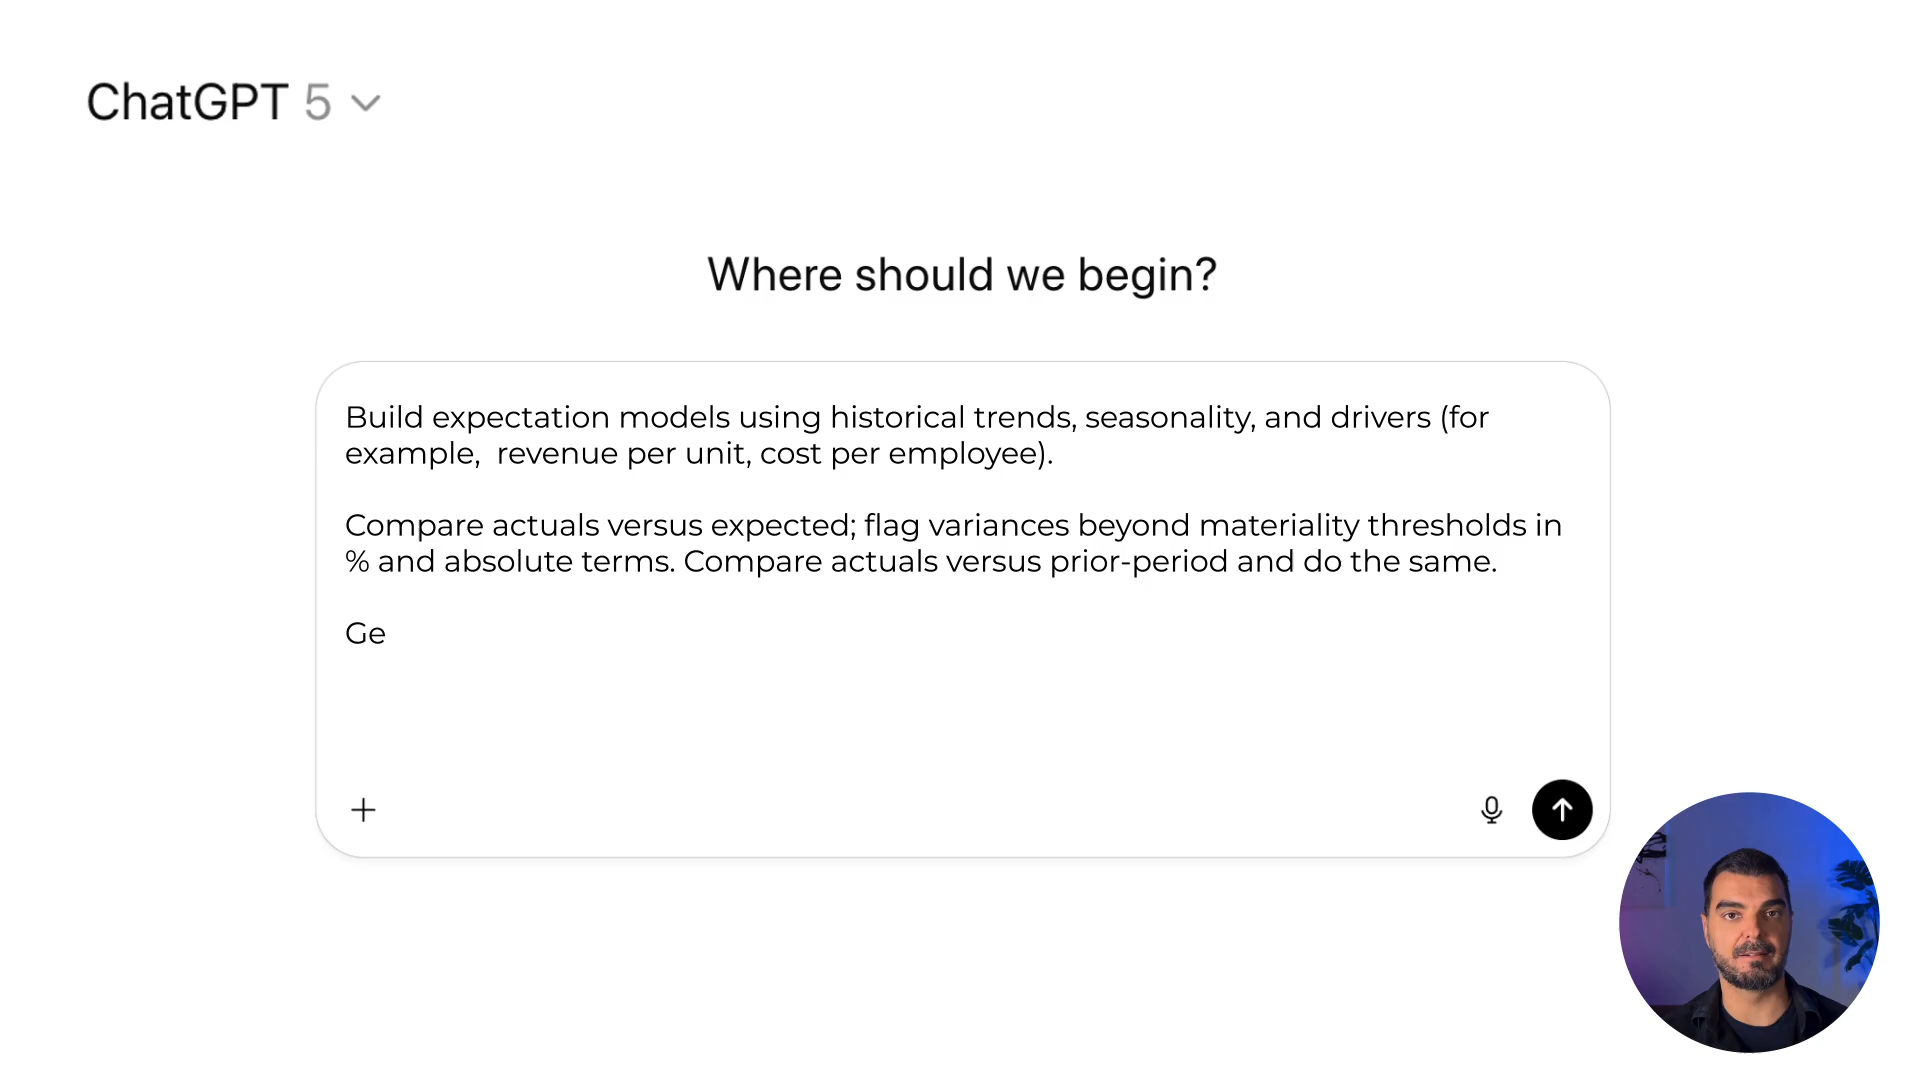 ChatGPT 5
Where should we begin?
Build expectation models using historical trends, seasonality, and drivers (for
example,  revenue per unit, cost per employee).
Compare actuals versus expected; flag variances beyond materiality thresholds in
% and absolute terms. Compare actuals versus prior-period and do the same.
Ge